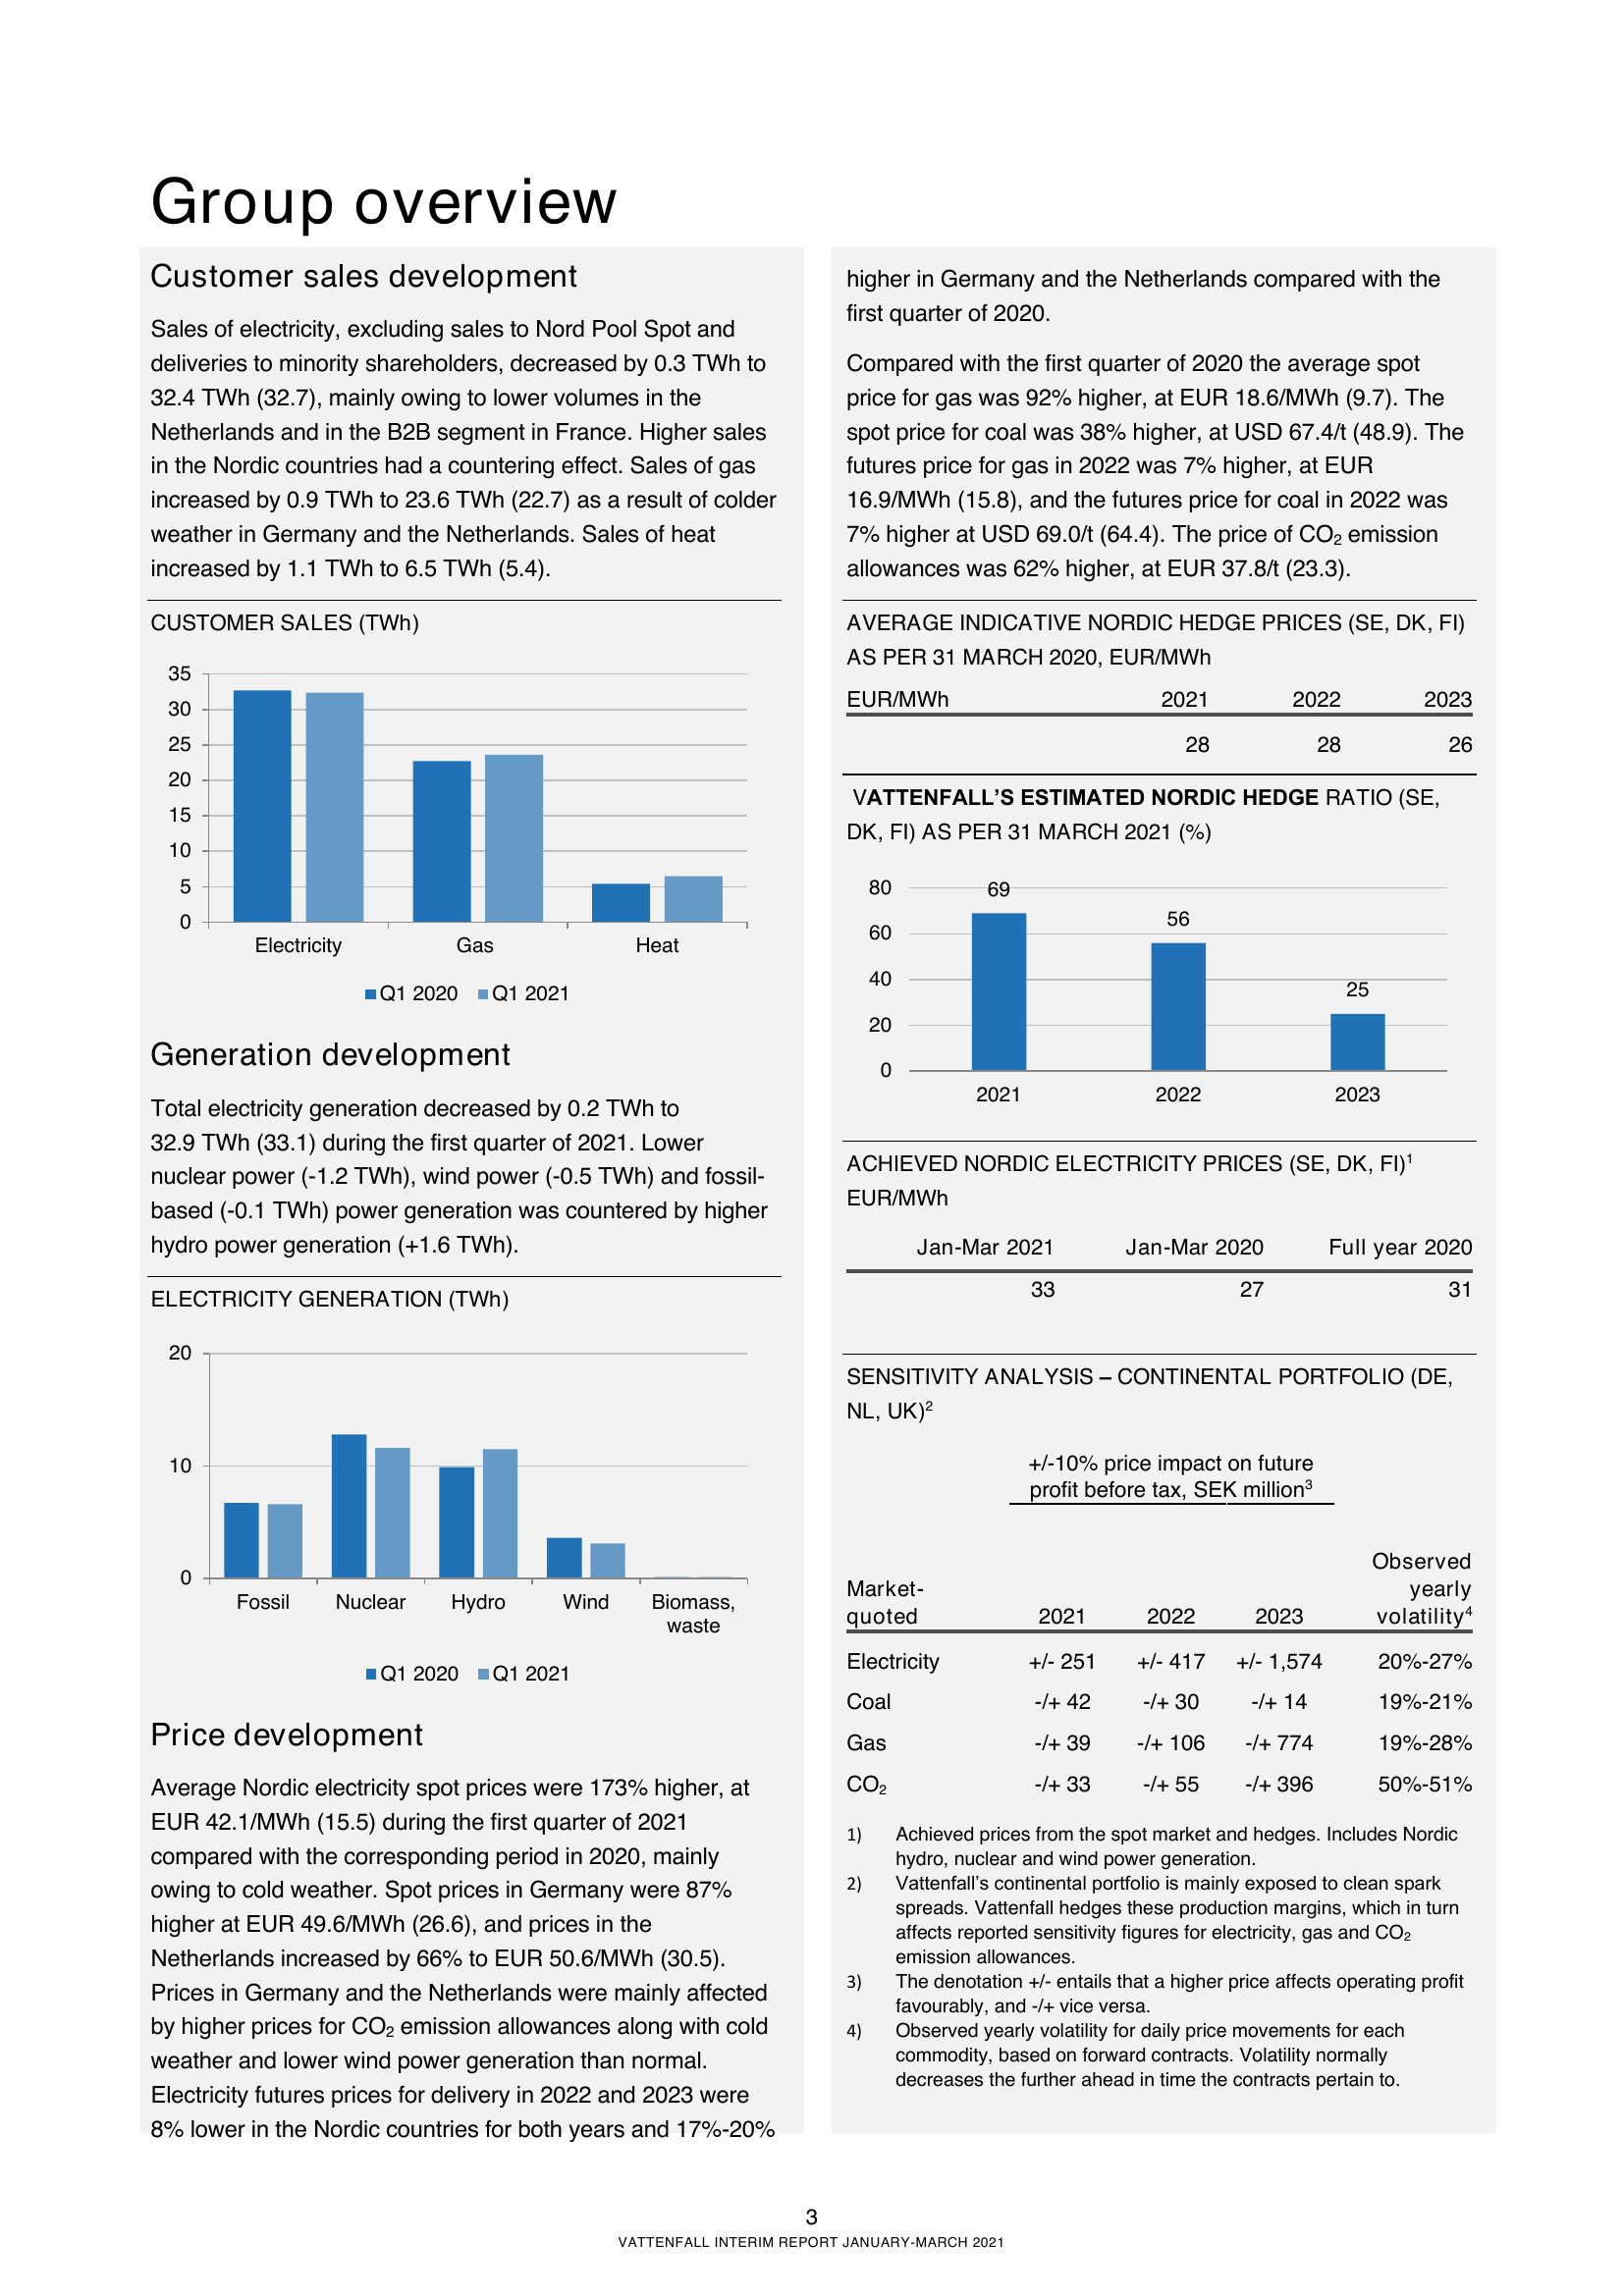 Group overview
Customer sales development
Sales of electricity, excluding sales to Nord Pool Spot and
deliveries to minority shareholders, decreased by 0.3 TWh to
32.4 TWh (32.7), mainly owing to lower volumes in the
Netherlands and in the B2B segment in France. Higher sales
in the Nordic countries had a countering effect. Sales of gas
increased by 0.9 TWh to 23.6 TWh (22.7) as a result of colder
weather in Germany and the Netherlands. Sales of heat
increased by 1.1 TWh to 6.5 TWh (5.4).
CUSTOMER SALES (TWh)
35
30
25
20
15
10
5
0
Electricity Gas Heat
Q1 2020 Q1 2021
Generation development
Total electricity generation decreased by 0.2 TWh to
32.9 TWh (33.1) during the first quarter of 2021. Lower
nuclear power (-1.2 TWh), wind power (-0.5 TWh) and fossil-
based (-0.1 TWh) power generation was countered by higher
hydro power generation (+1.6 TWh).
ELECTRICITY GENERATION (TWh)
20
10
0
Fossil Nuclear Hydro Wind Biomass,
waste
Q1 2020 Q1 2021
Price development
Average Nordic electricity spot prices were 173% higher, at
EUR 42.1/MWh (15.5) during the first quarter of 2021
compared with the corresponding period in 2020, mainly
owing to cold weather. Spot prices in Germany were 87%
higher at EUR 49.6/MWh (26.6), and prices in the
Netherlands increased by 66% to EUR 50.6/MWh (30.5).
Prices in Germany and the Netherlands were mainly affected
by higher prices for CO₂ emission allowances along with cold
weather and lower wind power generation than normal.
Electricity futures prices for delivery in 2022 and 2023 were
8% lower in the Nordic countries for both years and 17%-20%
higher in Germany and the Netherlands compared with the
first quarter of 2020.
Compared with the first quarter of 2020 the average spot
price for gas was 92% higher, at EUR 18.6/MWh (9.7). The
spot price for coal was 38% higher, at USD 67.4/t (48.9). The
futures price for gas in 2022 was 7% higher, at EUR
16.9/MWh (15.8), and the futures price for coal in 2022 was
7% higher at USD 69.0/t (64.4). The price of CO₂ emission
allowances was 62% higher, at EUR 37.8/t (23.3).
AVERAGE INDICATIVE NORDIC HEDGE PRICES (SE, DK, FI)
AS PER 31 MARCH 2020, EUR/MWh
EUR/MWh 2021 2022 2023
28 28 26
VATTENFALL’S ESTIMATED NORDIC HEDGE RATIO (SE,
DK, FI) AS PER 31 MARCH 2021 (%)
80
60
40
20
0
69
56
25
2021 2022 2023
ACHIEVED NORDIC ELECTRICITY PRICES (SE, DK, FI)¹
EUR/MWh
Jan-Mar 2021 Jan-Mar 2020 Full year 2020
33 27 31
SENSITIVITY ANALYSIS – CONTINENTAL PORTFOLIO (DE,
NL, UK)²
+/-10% price impact on future
profit before tax, SEK million³
Observed
Market- yearly
quoted 2021 2022 2023 volatility⁴
Electricity +/- 251 +/- 417 +/- 1,574 20%-27%
Coal -/+ 42 -/+ 30 -/+ 14 19%-21%
Gas -/+ 39 -/+ 106 -/+ 774 19%-28%
CO₂ -/+ 33 -/+ 55 -/+ 396 50%-51%
1) Achieved prices from the spot market and hedges. Includes Nordic
hydro, nuclear and wind power generation.
2) Vattenfall’s continental portfolio is mainly exposed to clean spark
spreads. Vattenfall hedges these production margins, which in turn
affects reported sensitivity figures for electricity, gas and CO₂
emission allowances.
3) The denotation +/- entails that a higher price affects operating profit
favourably, and -/+ vice versa.
4) Observed yearly volatility for daily price movements for each
commodity, based on forward contracts. Volatility normally
decreases the further ahead in time the contracts pertain to.
3
VATTENFALL INTERIM REPORT JANUARY-MARCH 2021